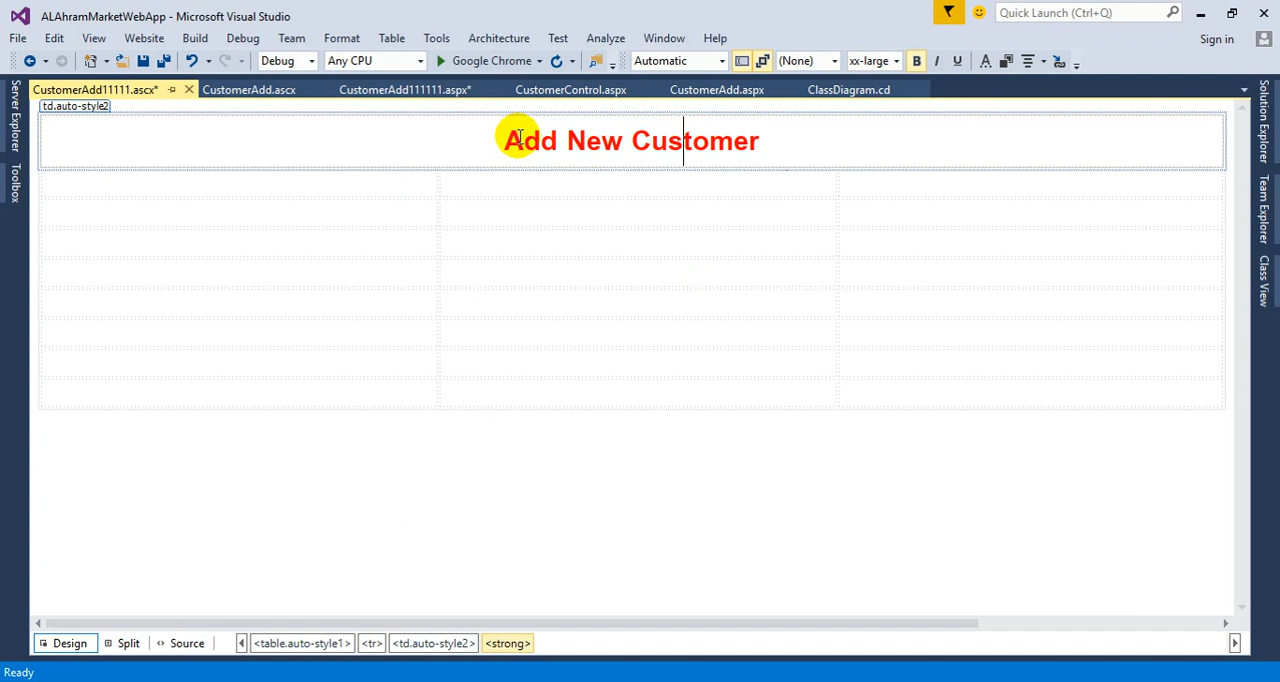 ALAhramMarketWebApp - Microsoft Visual Studio
Quick Launch (Ctrl+Q)
File Edit View Website Build Debug Team Format Table Tools Architecture Test Analyze Window Help
Sign in
Debug Any CPU Google Chrome Automatic (None) xx-large B I U A
CustomerAdd11111.ascx* CustomerAdd.ascx CustomerAdd111111.aspx* CustomerControl.aspx CustomerAdd.aspx ClassDiagram.cd
td.auto-style2
Add New Customer
Server Explorer
Toolbox
Solution Explorer
Team Explorer
Class View
Design Split Source <table.auto-style1> <tr> <td.auto-style2> <strong>
Ready